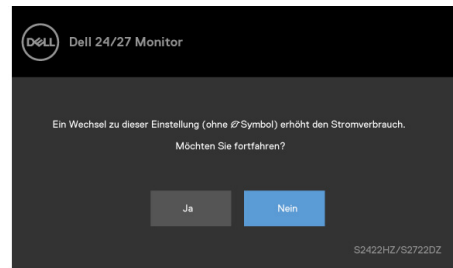 DELL
Dell 24/27 Monitor
Ein Wechsel zu dieser Einstellung (ohne Symbol) erhöht den Stromverbrauch.
Möchten Sie fortfahren?
Ja
Nein
S2422HZ/S2722DZ